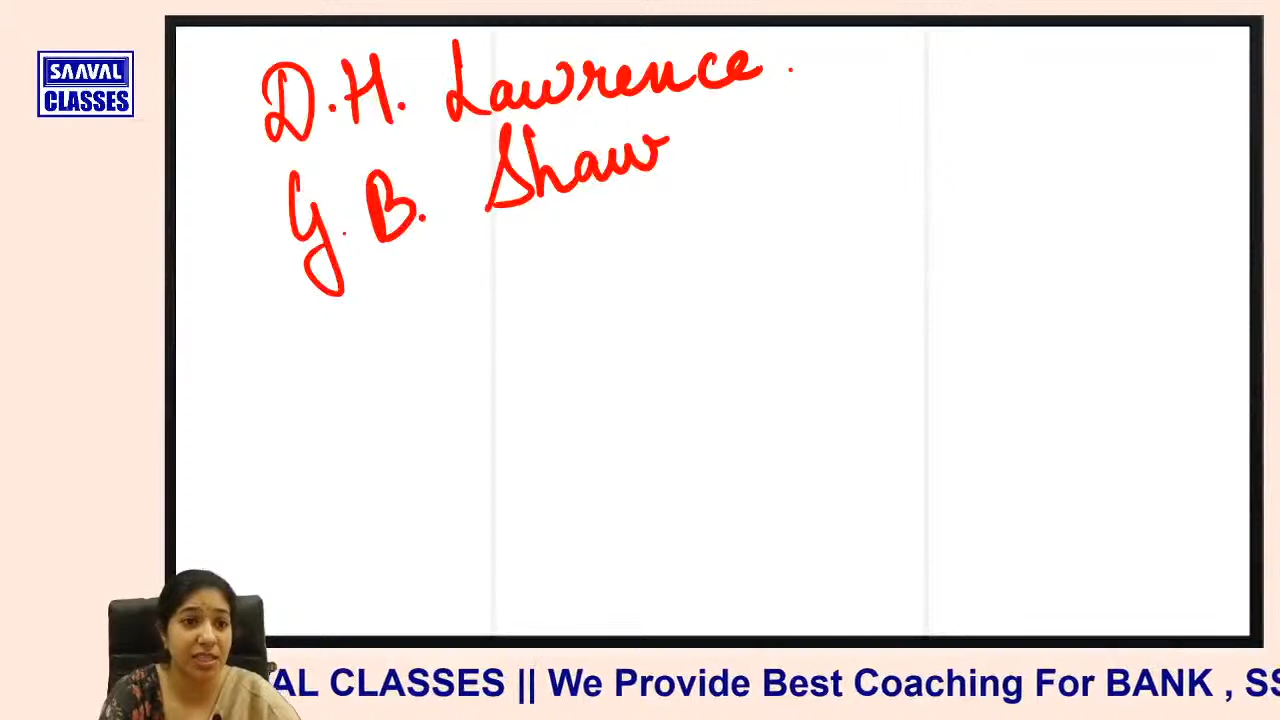 SAAVAL
CLASSES
D.H. Lawrence.
G.B. Shaw
AL CLASSES || We Provide Best Coaching For BANK , SS